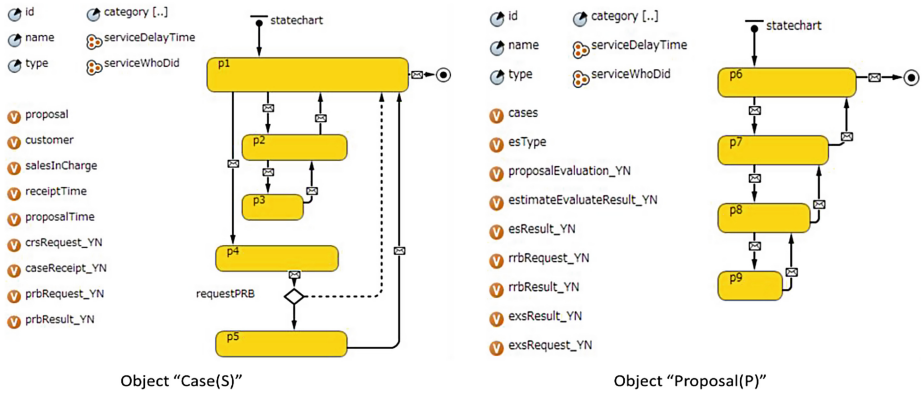 id
category [..]
statechart
name
serviceDelayTime
type
serviceWhoDid
p1
proposal
customer
p2
salesInCharge
receiptTime
p3
proposalTime
crsRequest_YN
p4
caseReceipt_YN
prbRequest_YN
requestPRB
prbResult_YN
p5
Object “Case(S)”
id
category [..]
statechart
name
serviceDelayTime
type
serviceWhoDid
p6
cases
esType
p7
proposalEvaluation_YN
estimateEvaluateResult_YN
p8
esResult_YN
rrbRequest_YN
rrbResult_YN
p9
exsResult_YN
exsRequest_YN
Object “Proposal(P)”